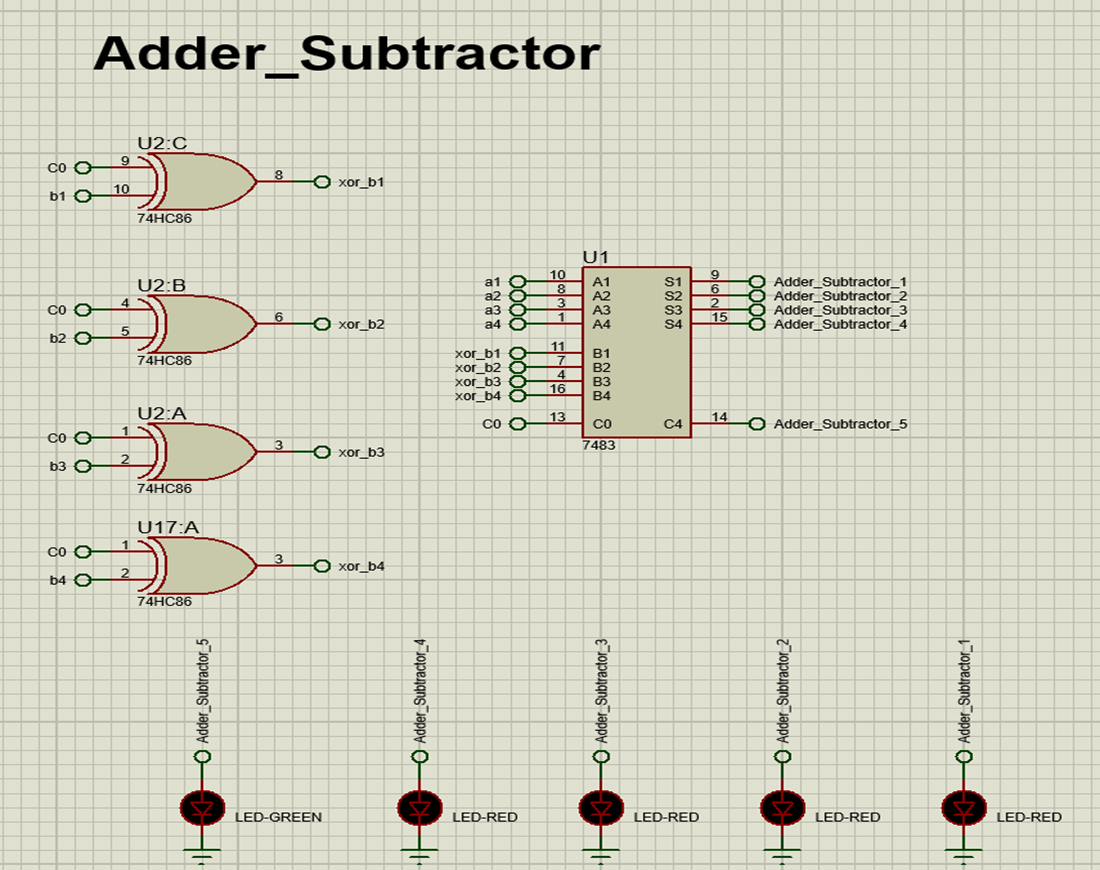 Adder_Subtractor
U2:C
C0 9
b1 10
8 xor_b1
74HC86
U2:B
C0 4
b2 5
6 xor_b2
74HC86
U2:A
C0 1
b3 2
3 xor_b3
74HC86
U17:A
C0 1
b4 2
3 xor_b4
74HC86
U1
a1 10 A1 S1 9 Adder_Subtractor_1
a2 8 A2 S2 6 Adder_Subtractor_2
a3 3 A3 S3 2 Adder_Subtractor_3
a4 1 A4 S4 15 Adder_Subtractor_4
xor_b1 11 B1
xor_b2 7 B2
xor_b3 4 B3
xor_b4 16 B4
C0 13 C0 C4 14 Adder_Subtractor_5
7483
Adder_Subtractor_5
Adder_Subtractor_4
Adder_Subtractor_3
Adder_Subtractor_2
Adder_Subtractor_1
LED-GREEN
LED-RED
LED-RED
LED-RED
LED-RED